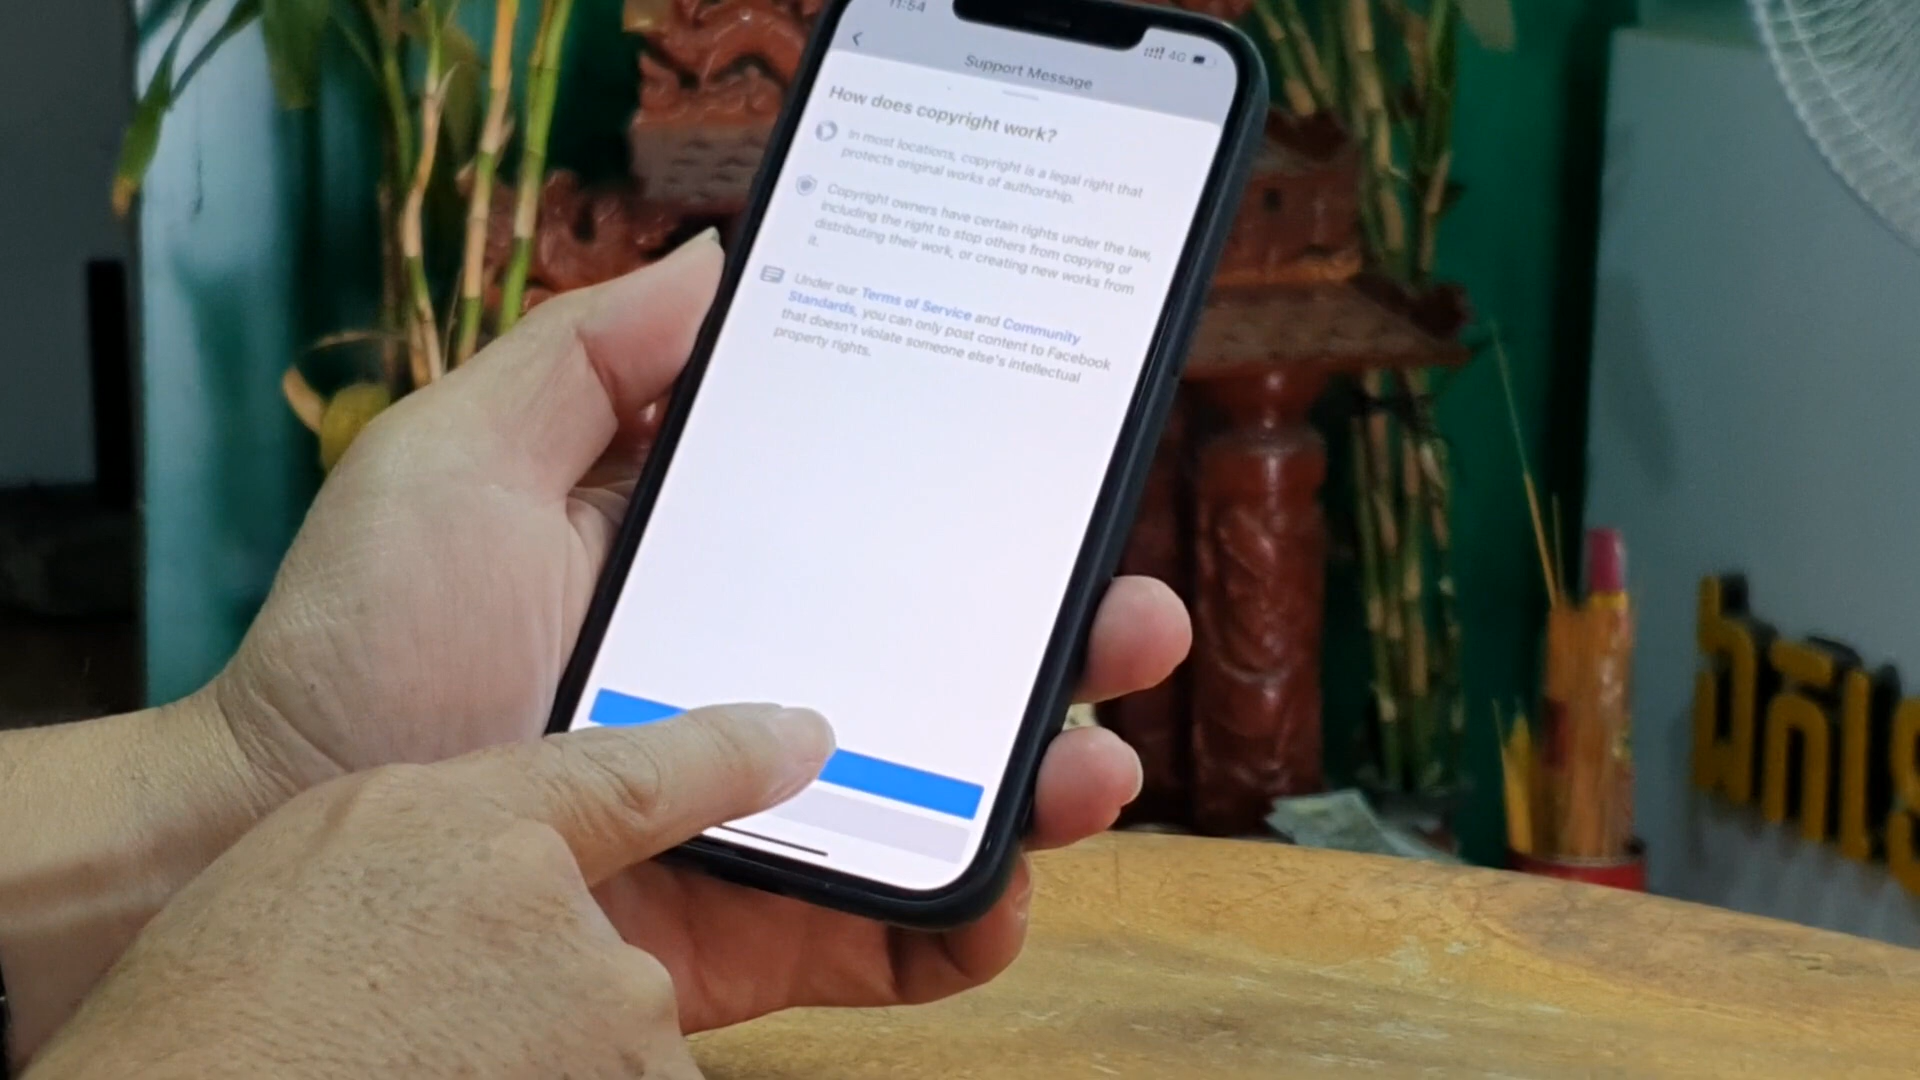 11:54
4G
Support Message
How does copyright work?
In most locations, copyright is a legal right that
protects original works of authorship.
Copyright owners have certain rights under the law,
including the right to stop others from copying or
distributing their work, or creating new works from
it.
Under our Terms of Service and Community
Standards, you can only post content to Facebook
that doesn't violate someone else's intellectual
property rights.